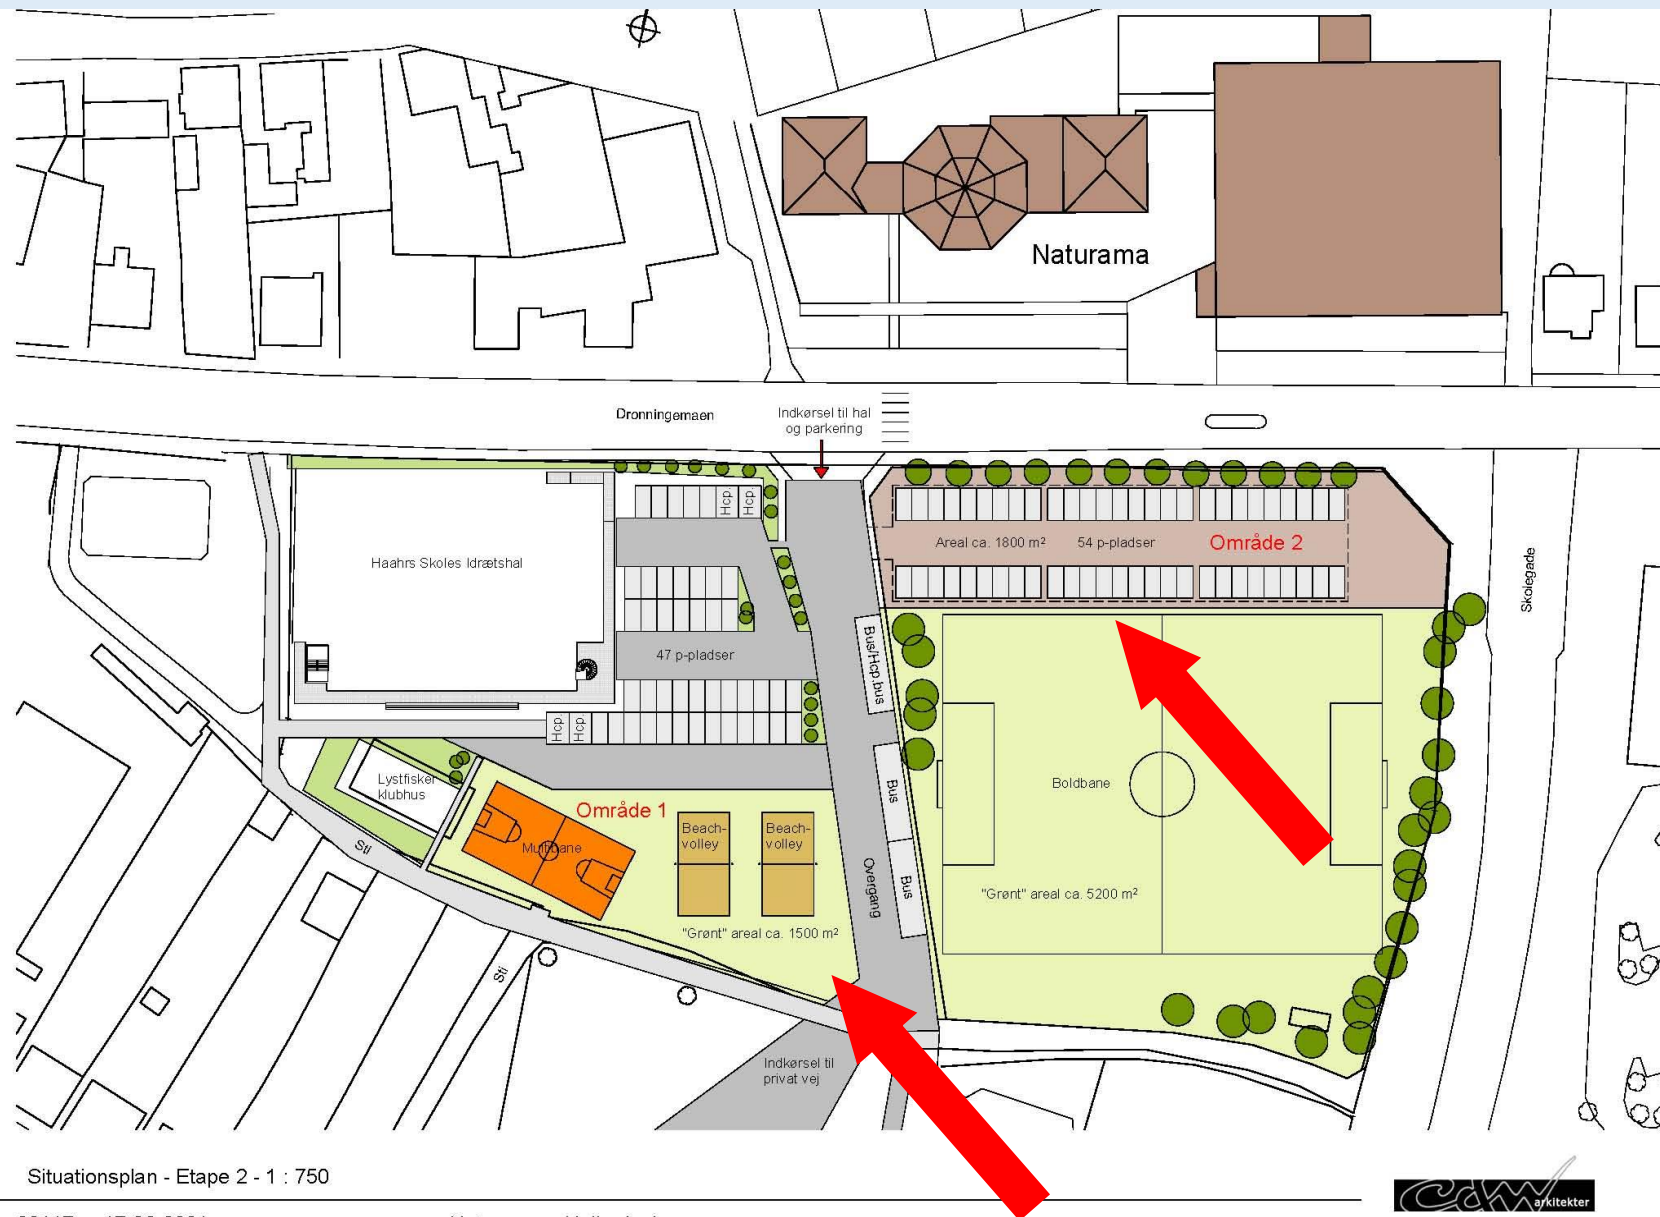 Naturama
Dronningemaen
Indkørsel til hal
og parkering
Hcp.
Hcp.
Areal ca. 1800 m²
54 p-pladser
Område 2
Haahrs Skoles Idrætshal
Skolegade
47 p-pladser
Bus/Hcp.bus
Hcp.
Hcp.
Lystfisker
klubhus
Område 1
Boldbane
Bus
Beach-
volley
Beach-
volley
Multibane
Sti
Overgang
Bus
"Grønt" areal ca. 5200 m²
"Grønt" areal ca. 1500 m²
Sti
Indkørsel til
privat vej
Situationsplan - Etape 2 - 1 : 750
cdw
arkitekter